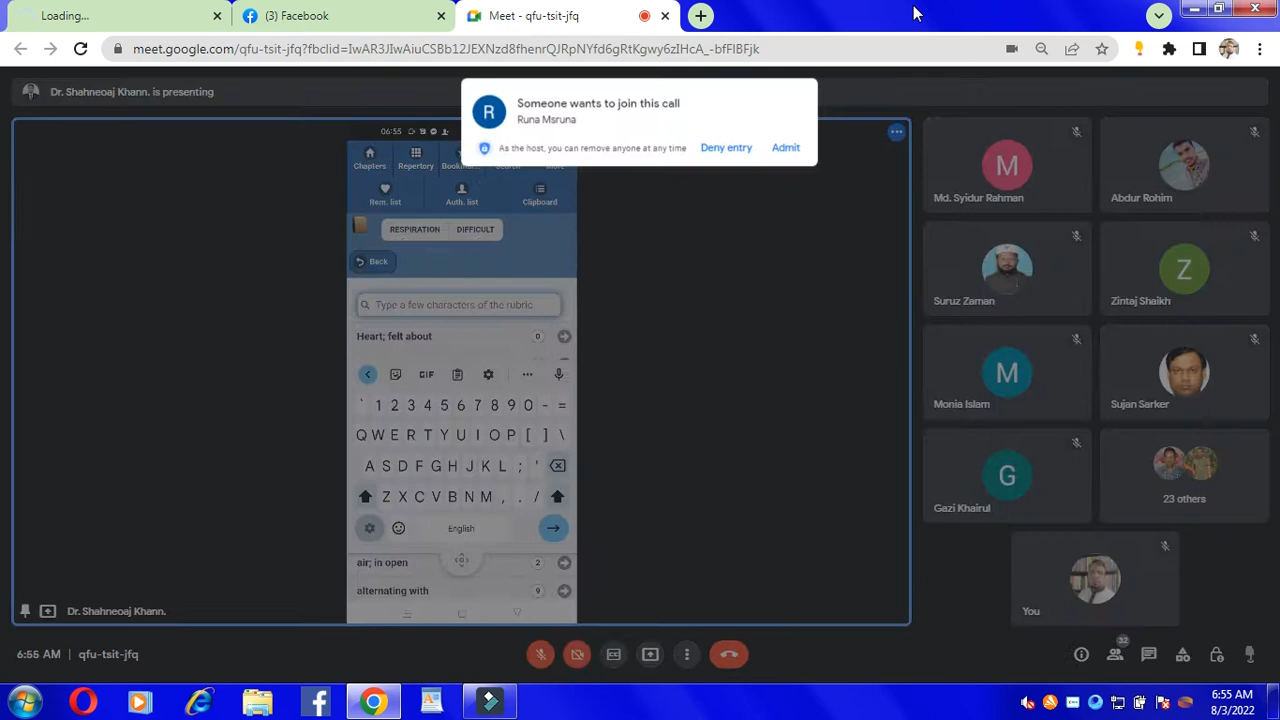 Loading...
(3) Facebook
Meet - qfu-tsit-jfq
meet.google.com/qfu-tsit-jfq?fbclid=IwAR3JIwAiuCSBb12JEXNzd8fhenrQJRpNYfd6gRtKgwy6zIHcA_-bfFlBFjk
Dr. Shahneoaj Khann. is presenting
R
Someone wants to join this call
Runa Msruna
As the host, you can remove anyone at any time
Deny entry
Admit
06:55
Chapters
Repertory
Rem. list
Auth. list
Clipboard
RESPIRATION
DIFFICULT
Back
Type a few characters of the rubric
Heart; felt about
0
GIF
` 1 2 3 4 5 6 7 8 9 0 - =
Q W E R T Y U I O P [ ] \
A S D F G H J K L ; '
Z X C V B N M , . /
English
air; in open
2
alternating with
9
Dr. Shahneoaj Khann.
M
Md. Syidur Rahman
Abdur Rohim
Suruz Zaman
Z
Zintaj Shaikh
M
Monia Islam
Sujan Sarker
G
Gazi Khairul
23 others
You
6:55 AM | qfu-tsit-jfq
32
6:55 AM
8/3/2022